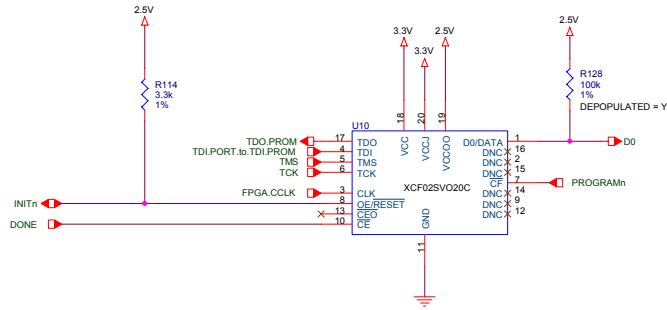 2.5V
3.3V
3.3V
2.5V
2.5V
R114
3.3k
1%
R128
100k
1%
DEPOPULATED = Y
U10
18
20
19
VCC
VCCJ
VCCOO
TDO.PROM
17
TDO
D0/DATA
1
D0
TDI.PORT.to.TDI.PROM
4
TDI
DNC
16
TMS
5
TMS
DNC
2
TCK
6
TCK
DNC
15
CF
7
PROGRAMn
XCF02SVO20C
FPGA.CCLK
3
CLK
DNC
14
INITn
8
OE/RESET
DNC
9
13
CEO
DNC
12
DONE
10
CE
GND
11